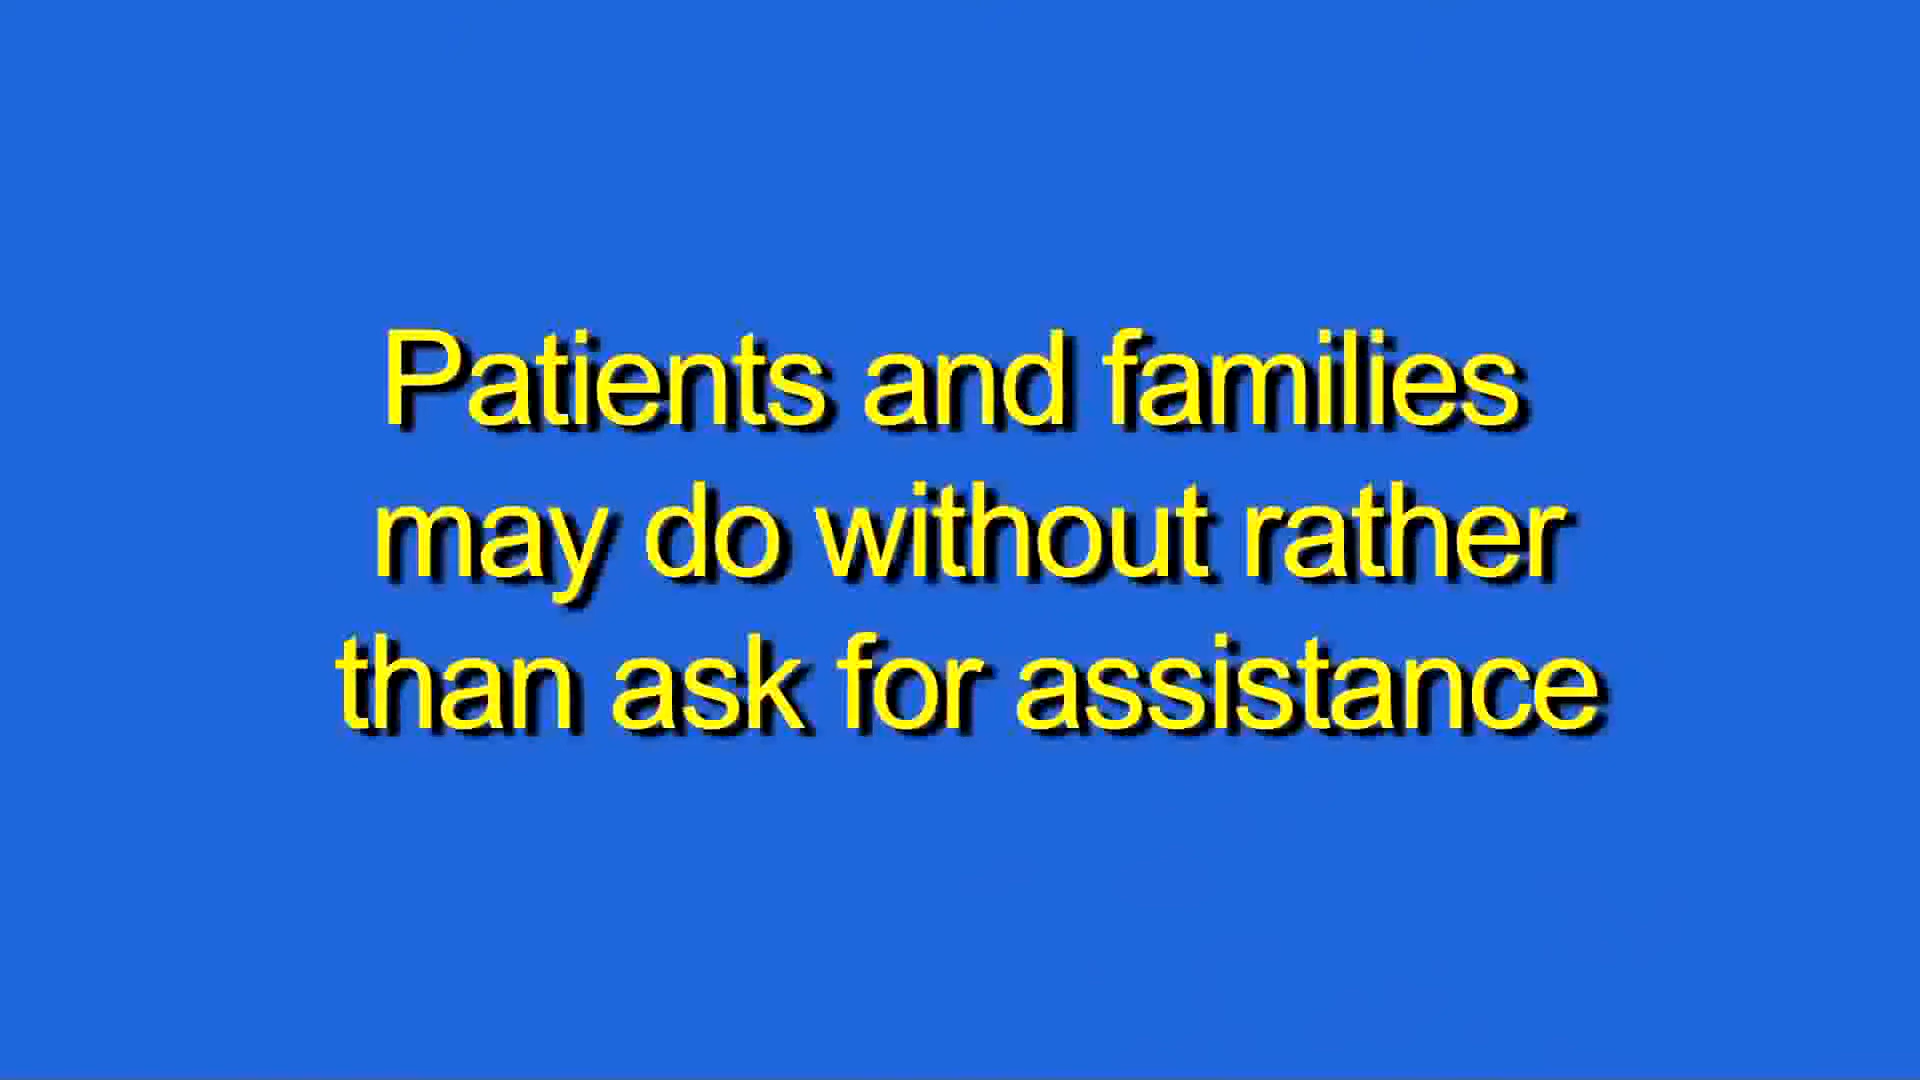 Patients and families
may do without rather
than ask for assistance